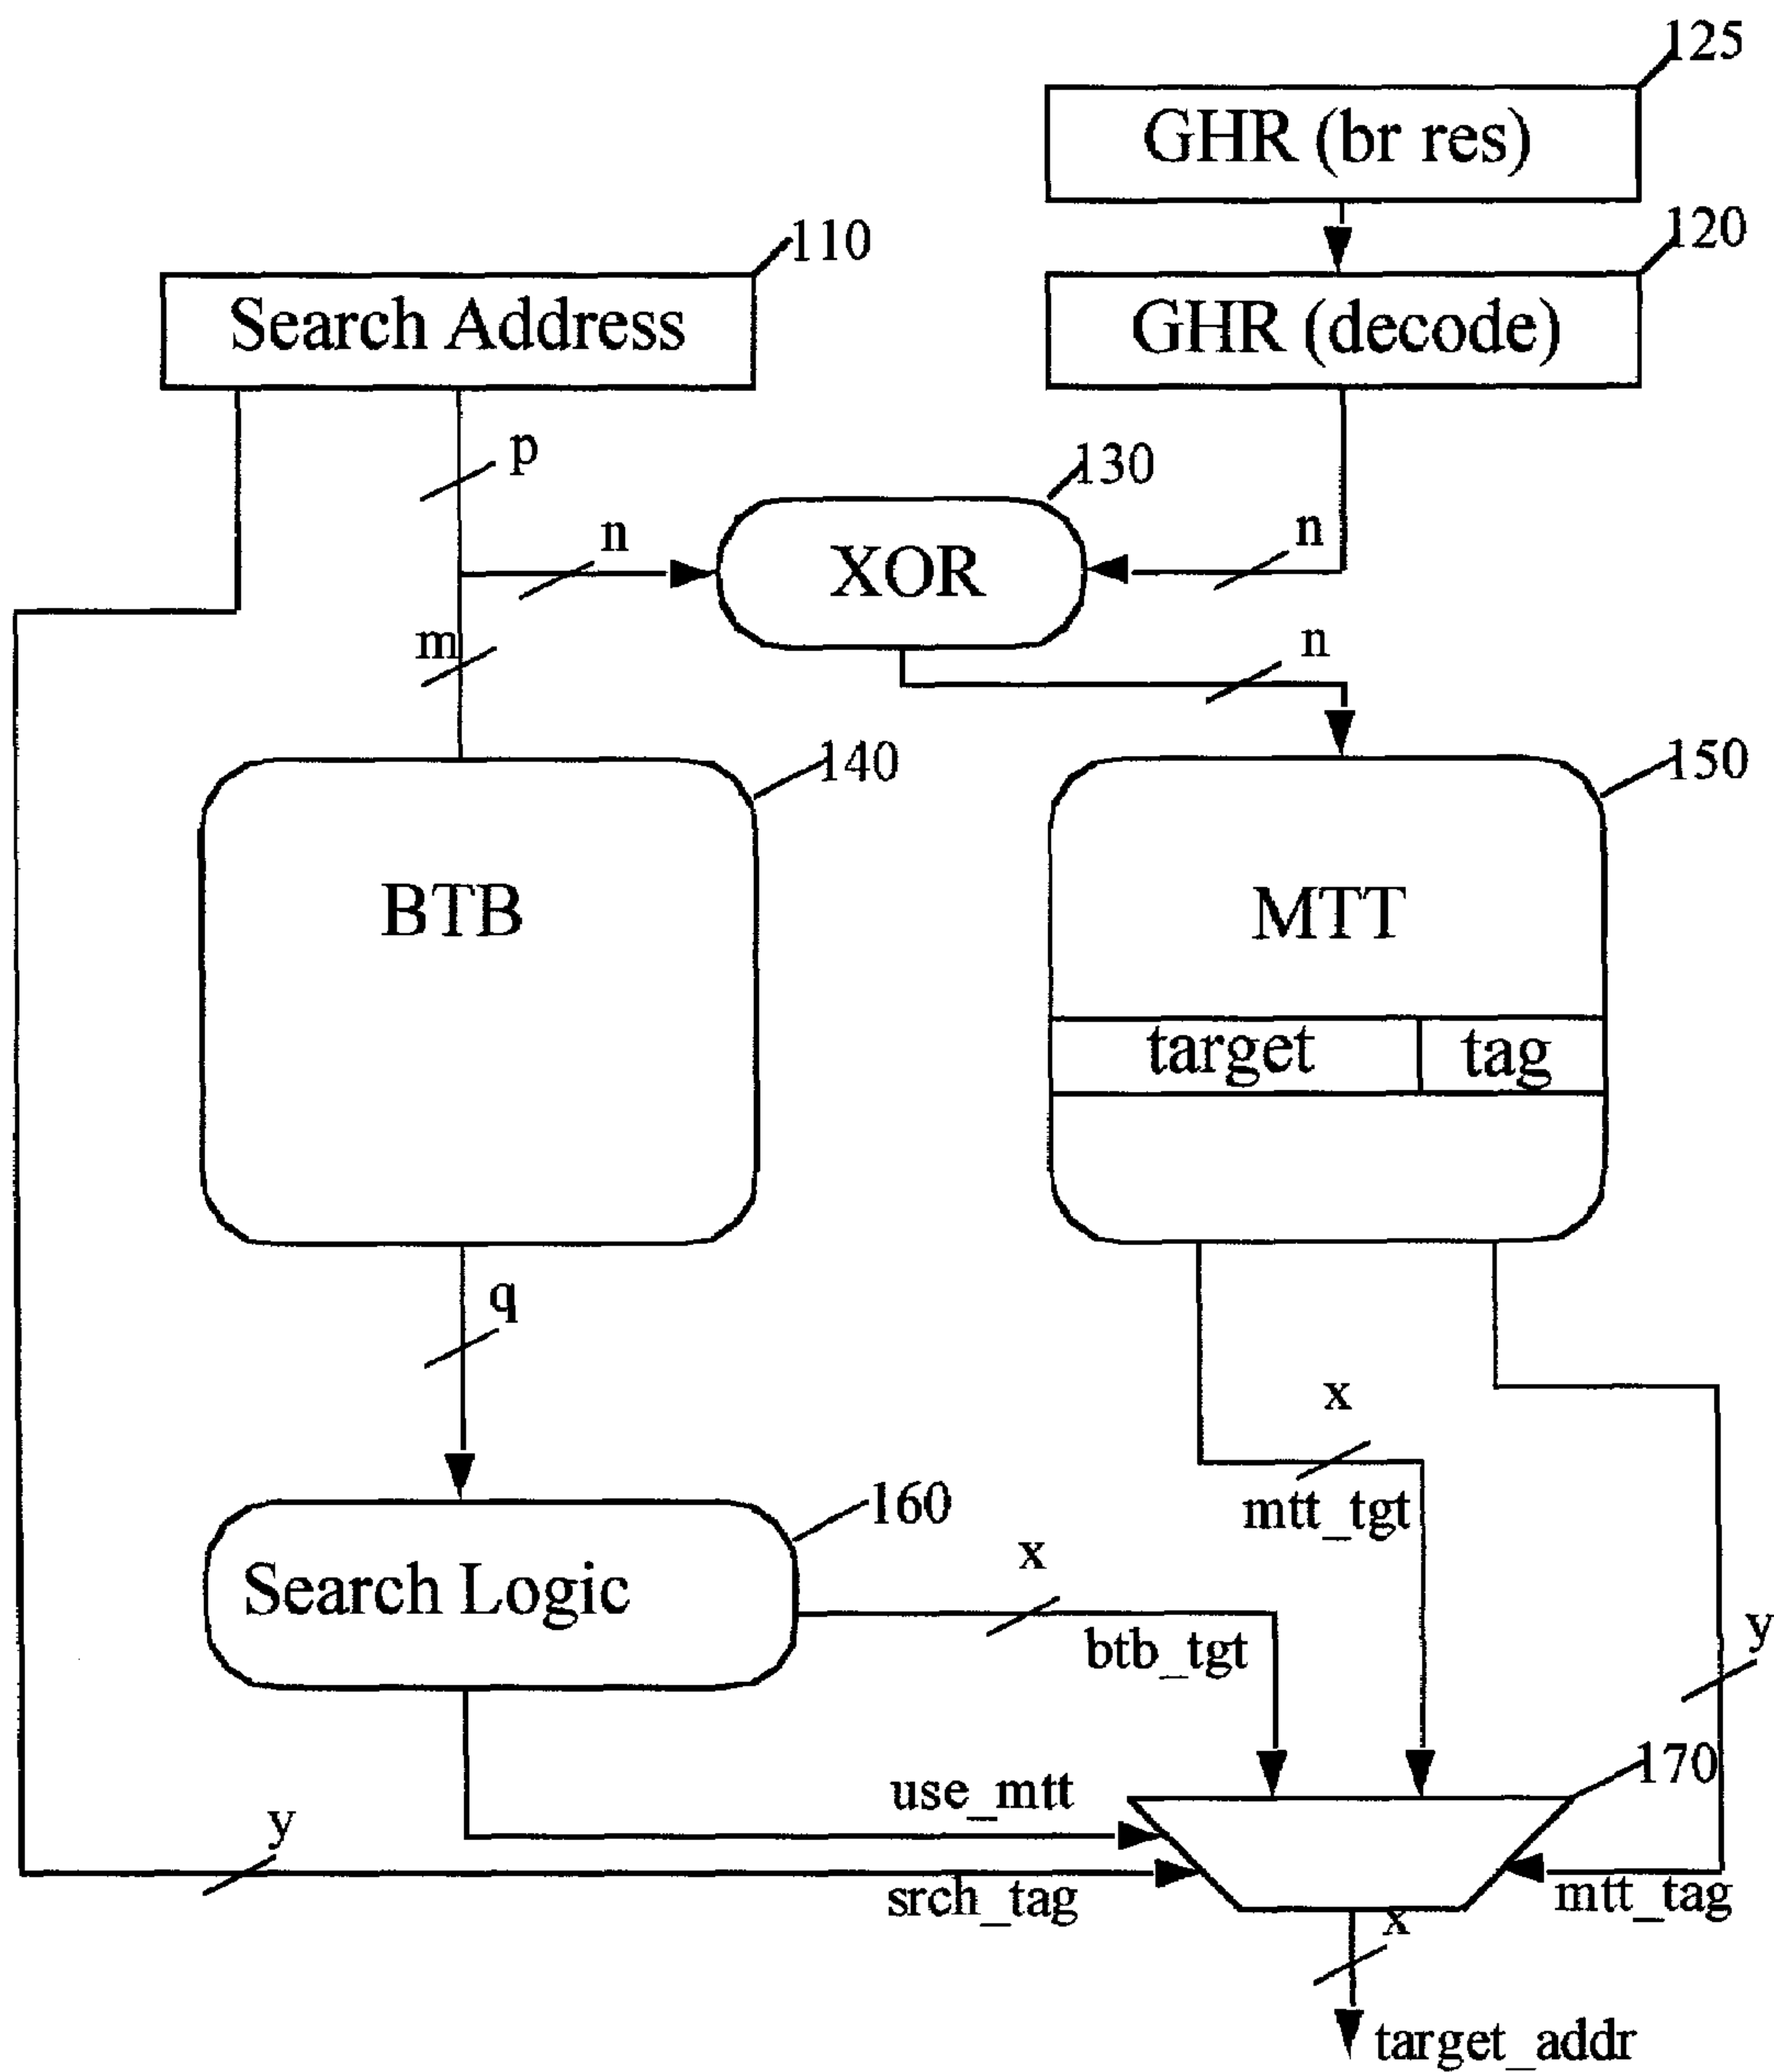 125
GHR (br res)
120
110
Search Address
GHR (decode)
p
130
n
XOR
n
m
n
140
150
BTB
MTT
target tag
q
x
160
mtt_tgt
Search Logic
x
btb_tgt
y
170
use_mtt
y
srch_tag
mtt_tag
x
target_addr